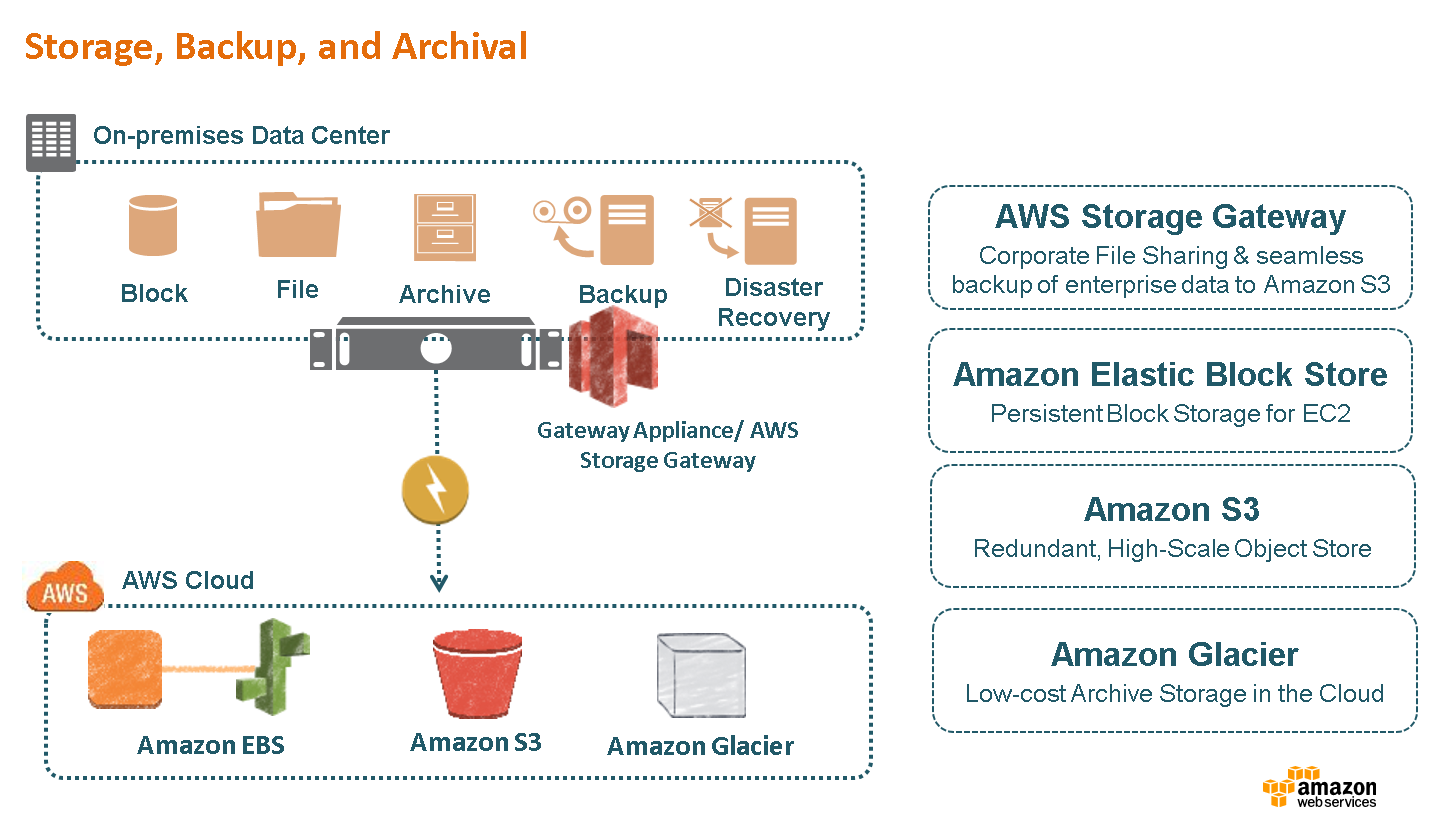 Storage, Backup, and Archival
On-premises Data Center
Block
File
Archive
Backup
Disaster
Recovery
Gateway Appliance/ AWS
Storage Gateway
AWS
AWS Cloud
Amazon EBS
Amazon S3
Amazon Glacier
AWS Storage Gateway
Corporate File Sharing & seamless
backup of enterprise data to Amazon S3
Amazon Elastic Block Store
Persistent Block Storage for EC2
Amazon S3
Redundant, High-Scale Object Store
Amazon Glacier
Low-cost Archive Storage in the Cloud
amazon
web services